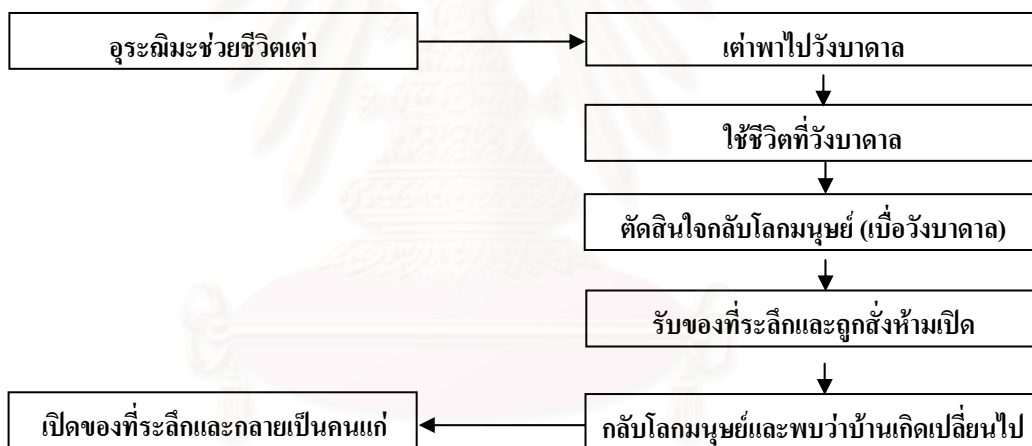 อุระฌิมะช่วยชีวิตเต่า
เต่าพาไปวังบาดาล
ใช้ชีวิตที่วังบาดาล
ตัดสินใจกลับโลกมนุษย์ (เบื่อวังบาดาล)
รับของที่ระลึกและถูกสั่งห้ามเปิด
กลับโลกมนุษย์และพบว่าบ้านเกิดเปลี่ยนไป
เปิดของที่ระลึกและกลายเป็นคนแก่